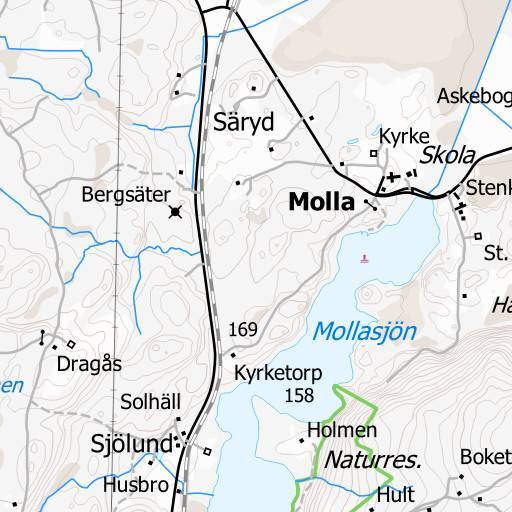 Askebog
Säryd
Kyrke
Skola
Bergsäter
Molla
Stenk
St.
Ha
169
Mollasjön
Dragås
Kyrketorp
en
158
Solhäll
Holmen
Sjölund
Naturres.
Boket
Husbro
Hult